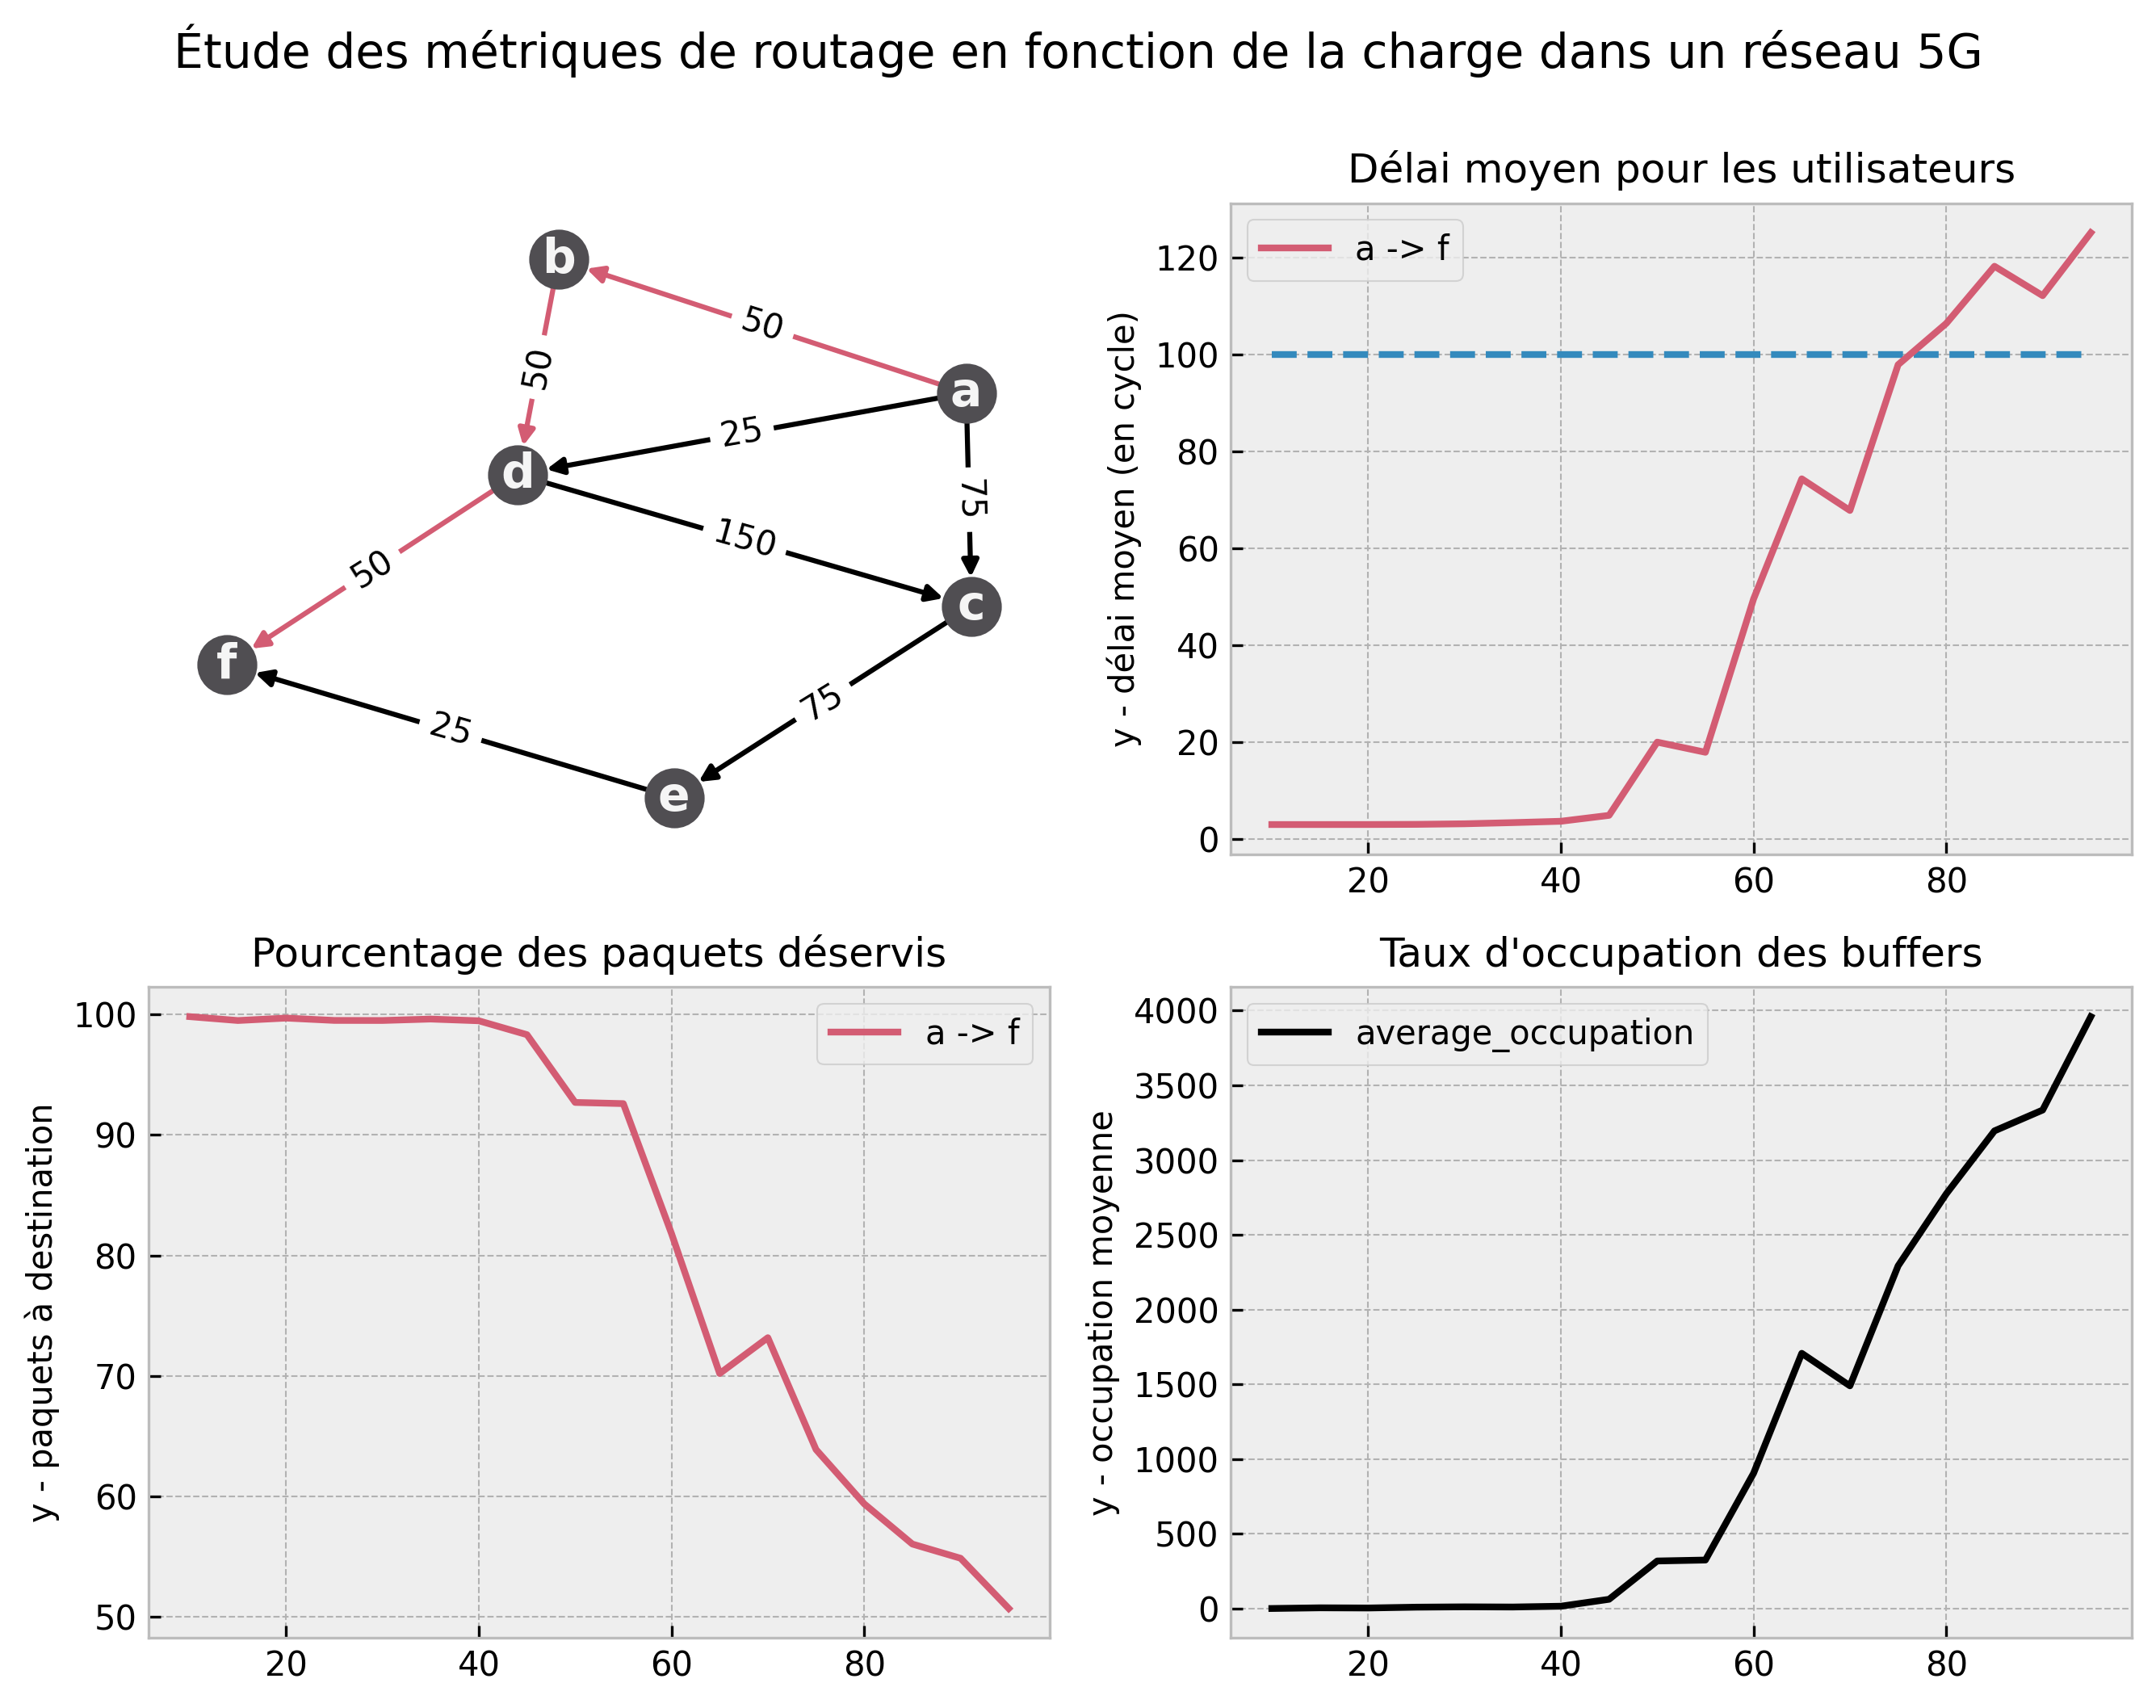 Étude des métriques de routage en fonction de la charge dans un réseau 5G
b
50
a
50
25
d
75
150
c
50
f
75
25
e
Délai moyen pour les utilisateurs
a -> f
y - délai moyen (en cycle)
120
100
80
60
40
20
0
20 40 60 80
Pourcentage des paquets déservis
a -> f
y - paquets à destination
100
90
80
70
60
50
20 40 60 80
Taux d'occupation des buffers
average_occupation
y - occupation moyenne
4000
3500
3000
2500
2000
1500
1000
500
0
20 40 60 80